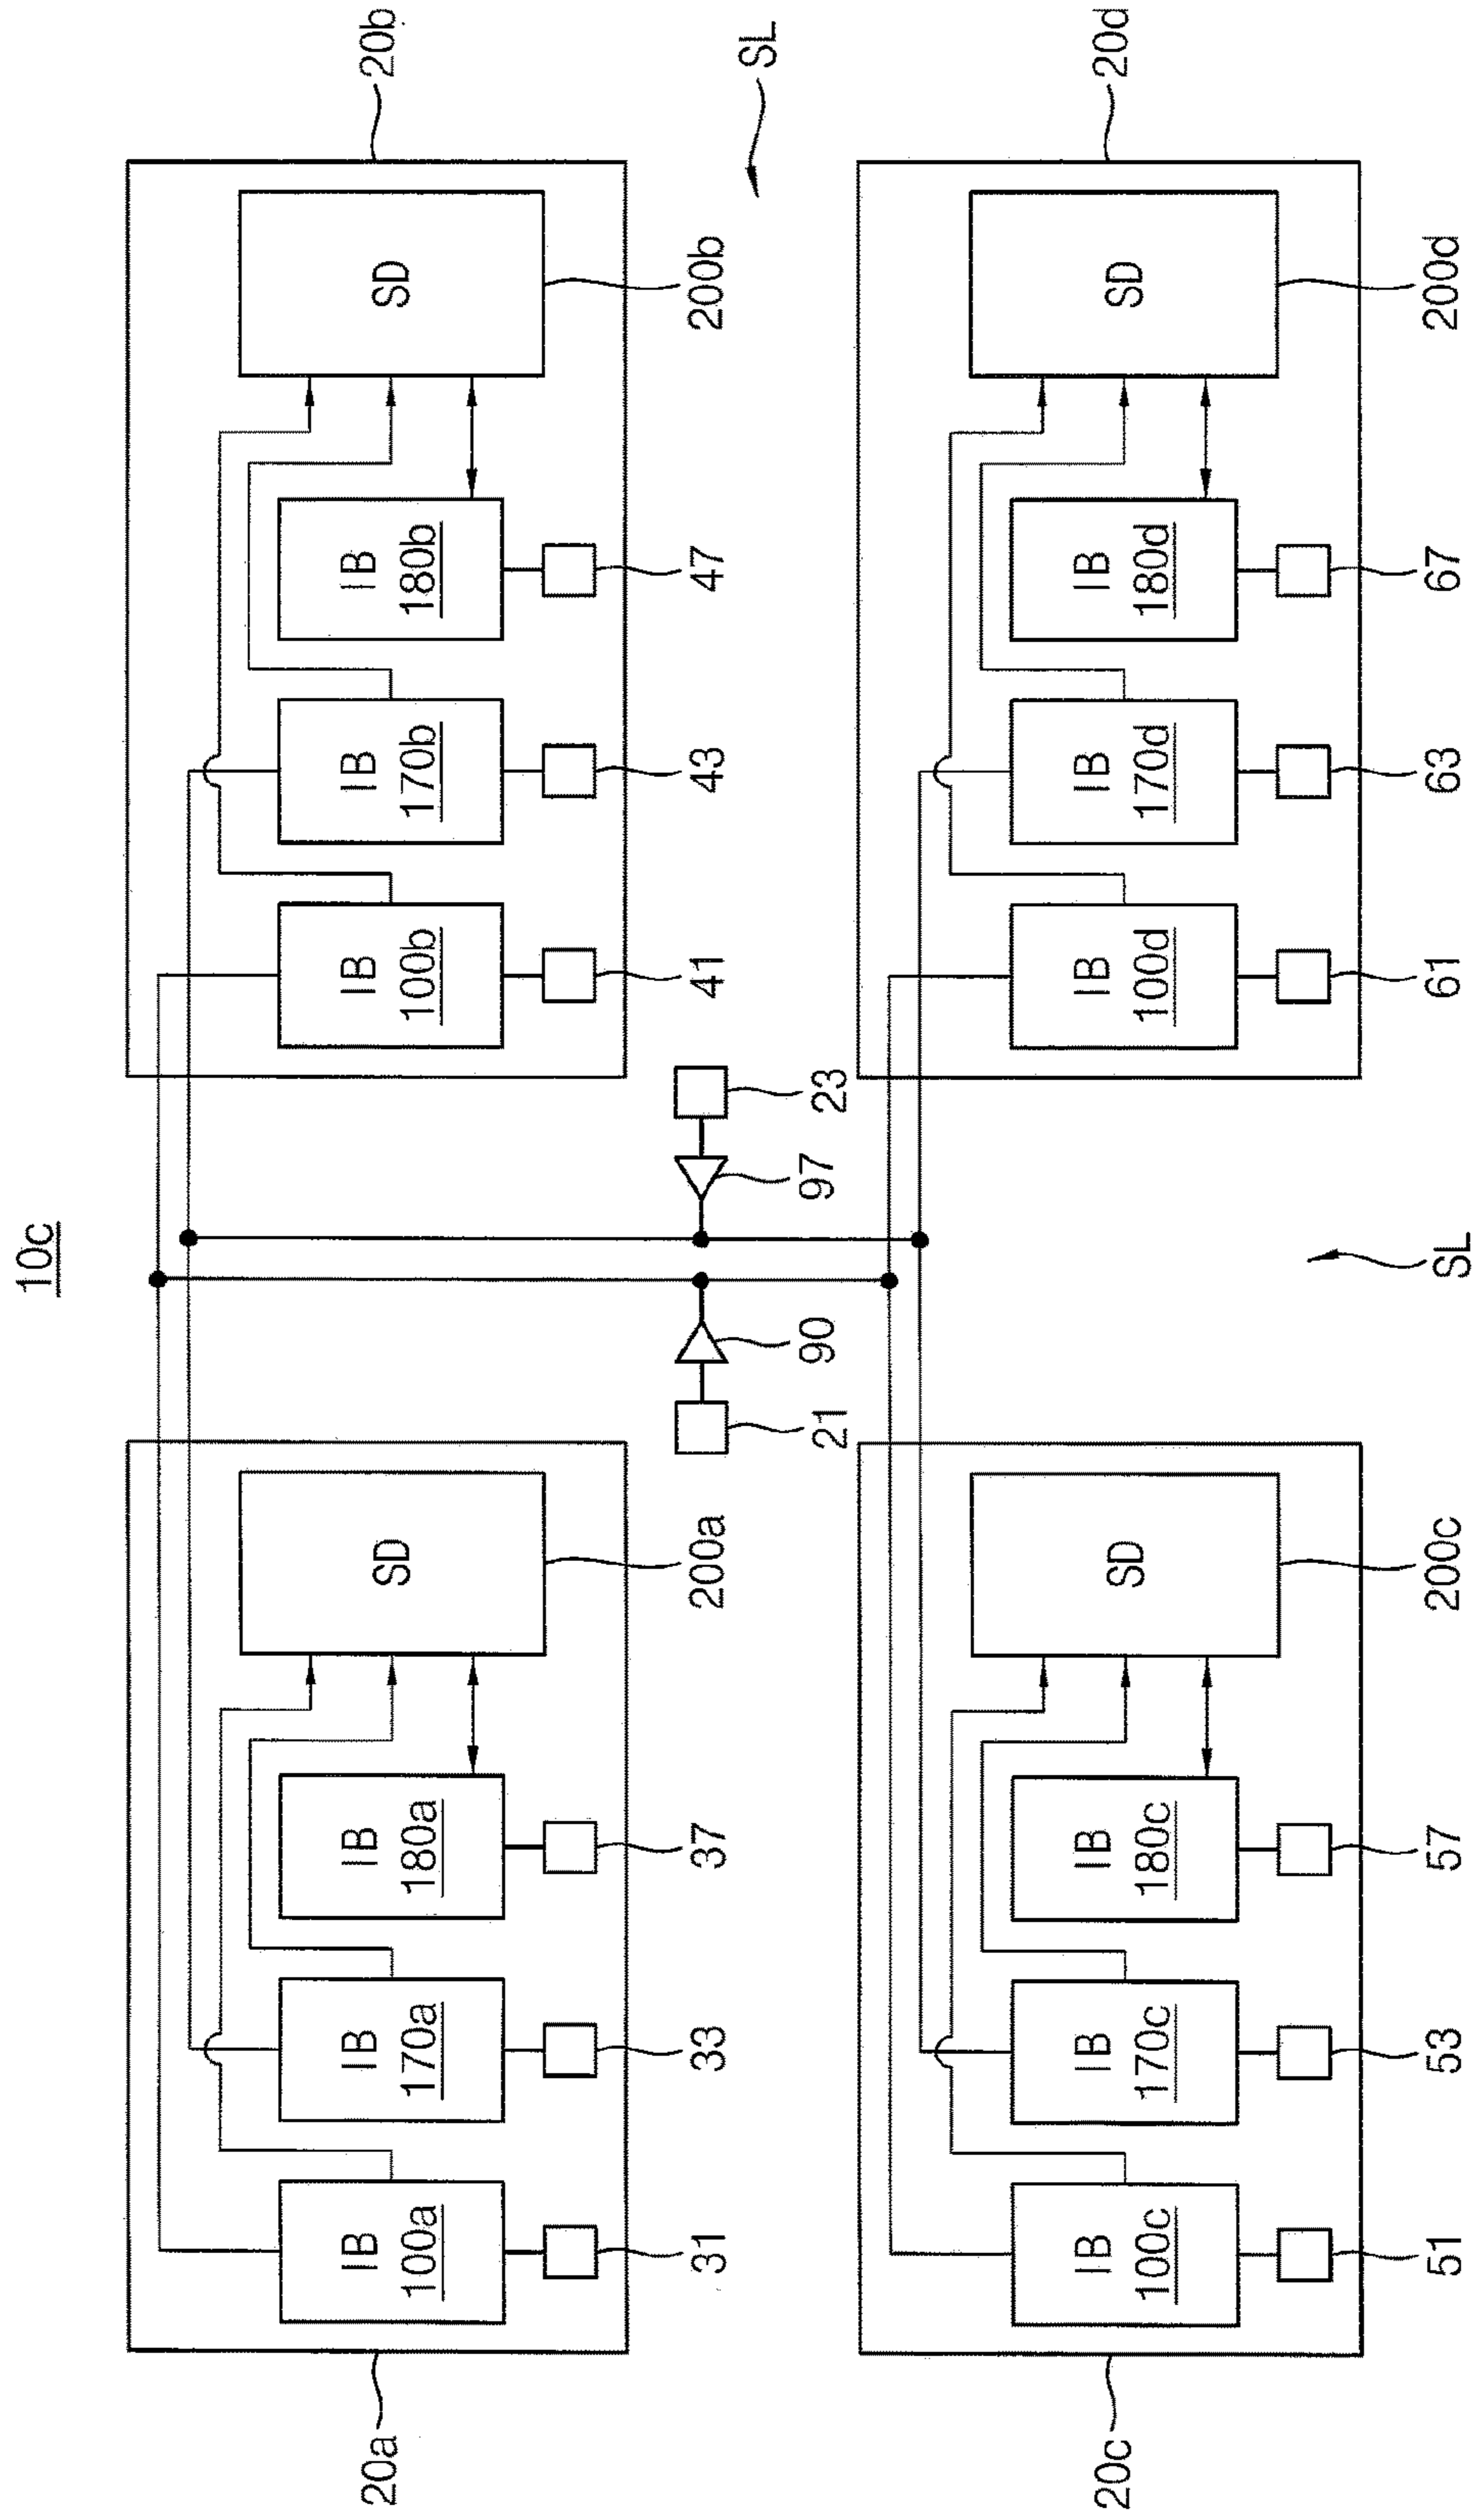 10c
20a
IB
100a
IB
170a
IB
180a
SD
31
33
37
200a
20b
IB
100b
IB
170b
IB
180b
SD
41
43
47
200b
SL
21
90
97
23
20c
IB
100c
IB
170c
IB
180c
SD
51
53
57
200c
SL
20d
IB
100d
IB
170d
IB
180d
SD
61
63
67
200d